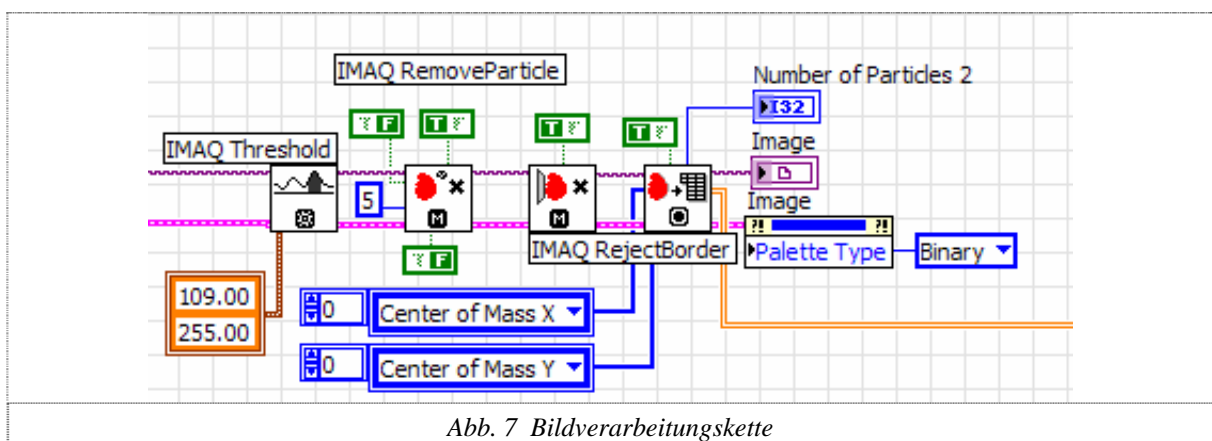 IMAQ RemoveParticle
Number of Particles 2
F
T
T
T
I32
IMAQ Threshold
Image
5
M
M
Image
F
IMAQ RejectBorder
Palette Type
Binary
109.00
255.00
0
Center of Mass X
0
Center of Mass Y
Abb. 7 Bildverarbeitungskette